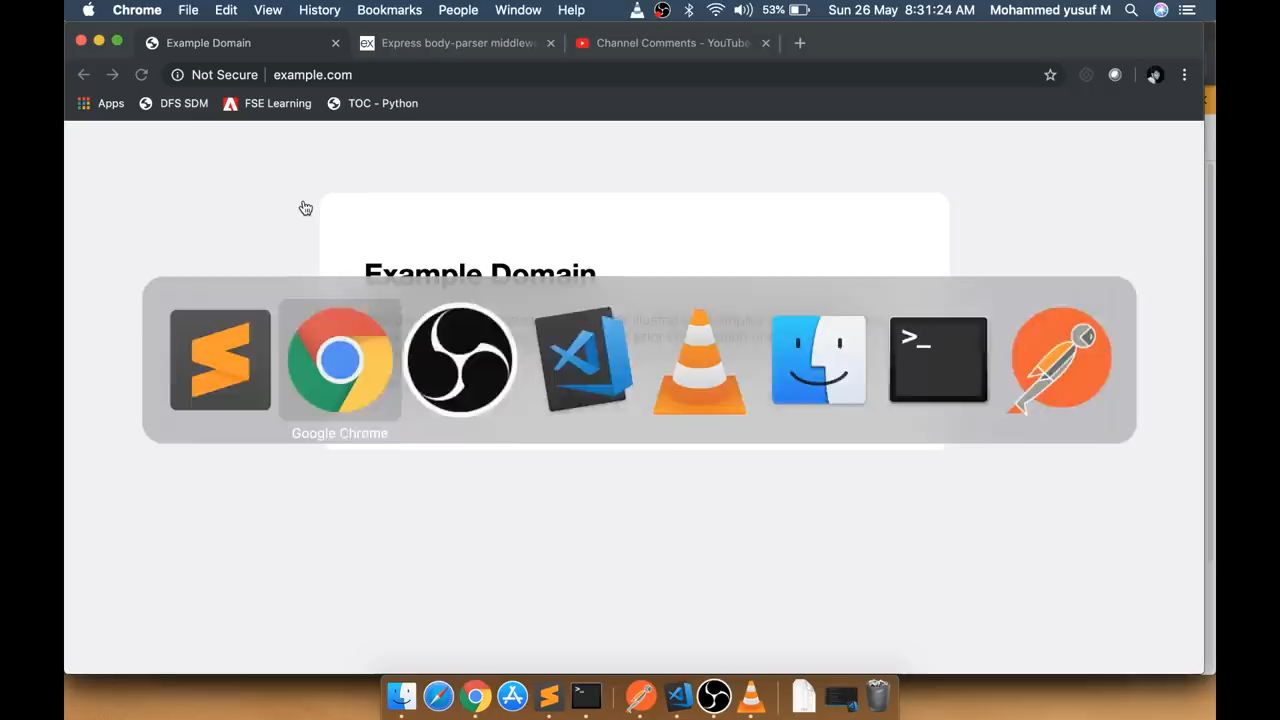 Chrome File Edit View History Bookmarks People Window Help 53% Sun 26 May 8:31:24 AM Mohammed yusuf M
Example Domain
Express body-parser middlewe
Channel Comments - YouTube
Not Secure example.com
Apps DFS SDM FSE Learning TOC - Python
Example Domain
Google Chrome